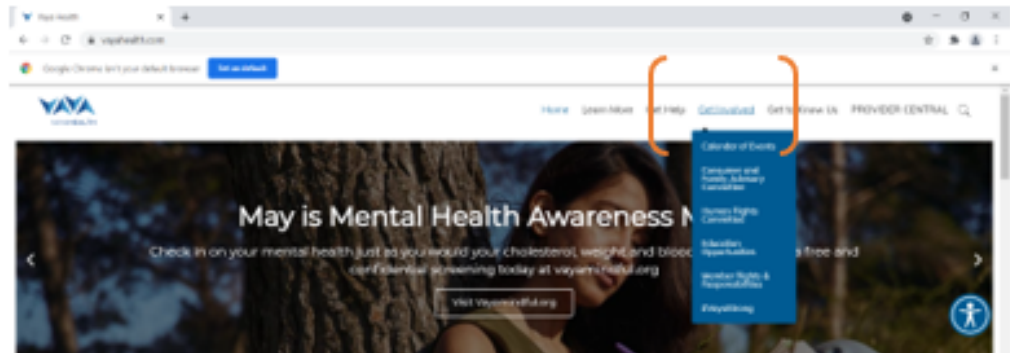 Vaya Health
vayahealth.com
Google Chrome isn't your default browser Set as default
VAYA
Home Learn More Get Help Get Involved Get to Know Us PROVIDER CENTRAL
Calendar of Events
Consumer and
Family Advisory
Committee
Human Rights
Committee
Education
Opportunities
Member Rights &
Responsibilities
May is Mental Health Awareness M
Check in on your mental health just as you would your cholesterol, weight and blood a free and
confidential screening today at vayamindful.org
Visit Vayamindful.org